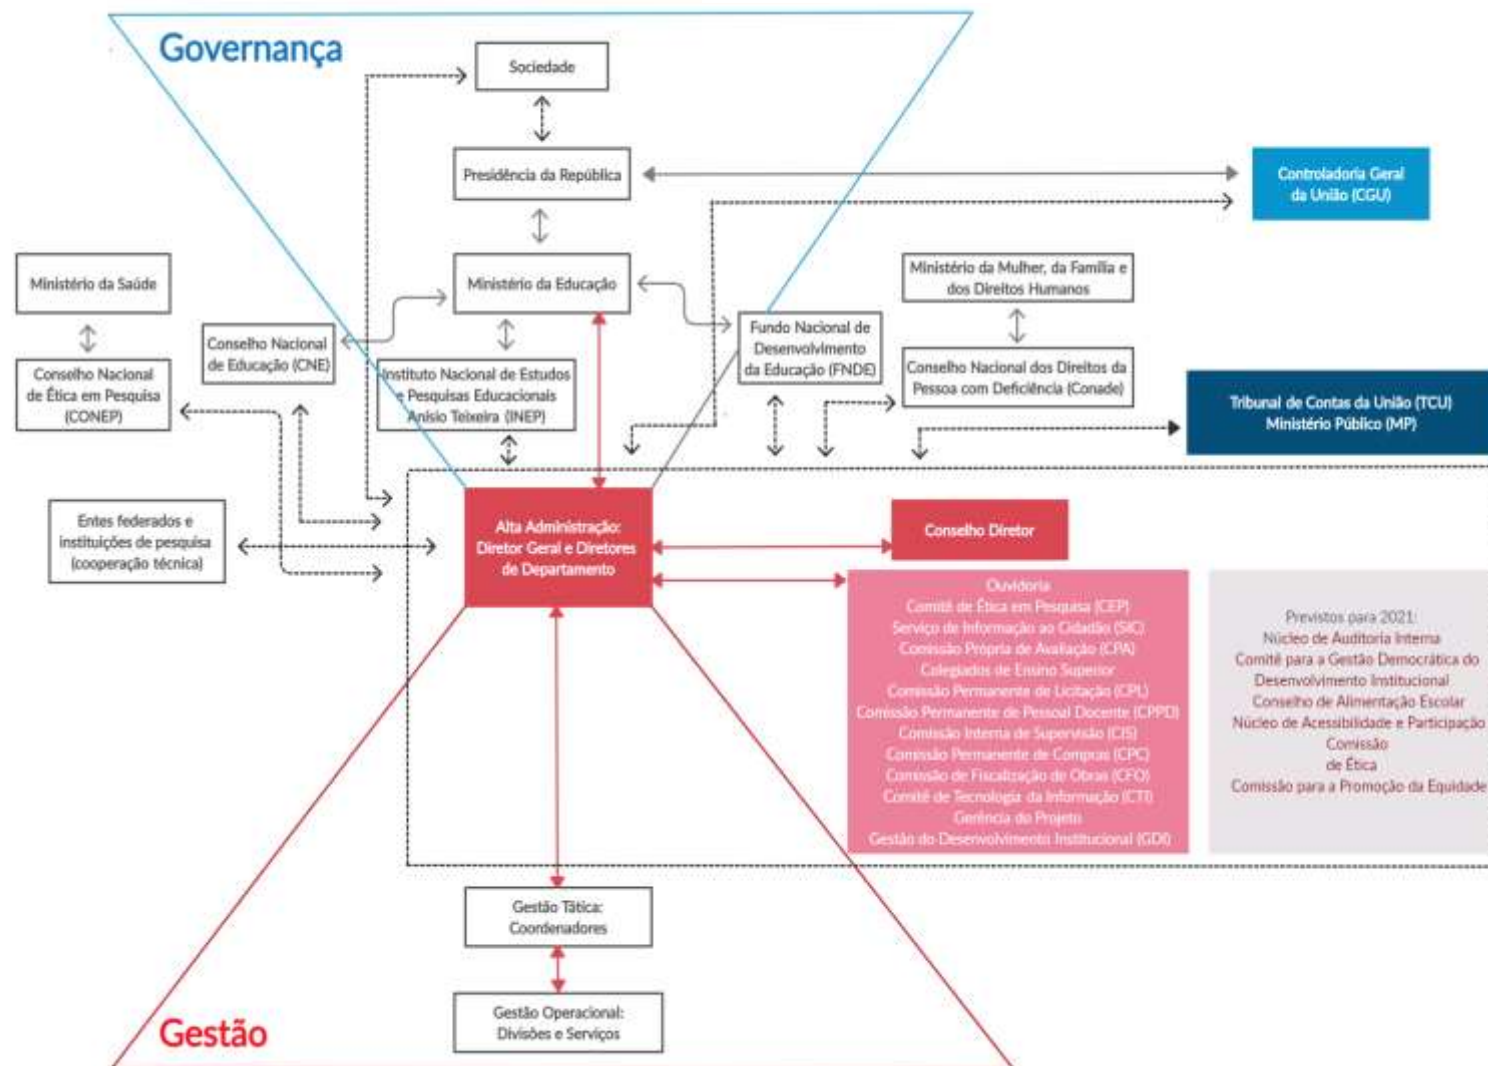 Governança
Sociedade
Presidência da República
Controladoria Geral
da União (CGU)
Ministério da Saúde
Ministério da Educação
Ministério da Mulher, da Família e
dos Direitos Humanos
Conselho Nacional
de Educação (CNE)
Fundo Nacional de
Desenvolvimento
da Educação (FNDE)
Conselho Nacional
de Ética em Pesquisa
(CONEP)
Instituto Nacional de Estudos
e Pesquisas Educacionais
Anísio Teixeira (INEP)
Conselho Nacional dos Direitos da
Pessoa com Deficiência (Conade)
Tribunal de Contas da União (TCU)
Ministério Público (MP)
Entes federados e
instituições de pesquisa
(cooperação técnica)
Alta Administração:
Diretor Geral e Diretores
de Departamento
Conselho Diretor
Ouvidoria
Comitê de Ética em Pesquisa (CEP)
Serviço de Informação ao Cidadão (SIC)
Comissão Própria de Avaliação (CPA)
Colegiados de Ensino Superior
Comissão Permanente de Licitação (CPL)
Comissão Permanente de Pessoal Docente (CPPD)
Comissão Interna de Supervisão (CIS)
Comissão Permanente de Compras (CPC)
Comissão de Fiscalização de Obras (CFO)
Comitê de Tecnologia da Informação (CTI)
Gerência do Projeto
Gestão do Desenvolvimento Institucional (GDI)
Previstos para 2021:
Núcleo de Auditoria Interna
Comitê para a Gestão Democrática do
Desenvolvimento Institucional
Conselho de Alimentação Escolar
Núcleo de Acessibilidade e Participação
Comissão
de Ética
Comissão para a Promoção da Equidade
Gestão Tática:
Coordenadores
Gestão Operacional:
Divisões e Serviços
Gestão